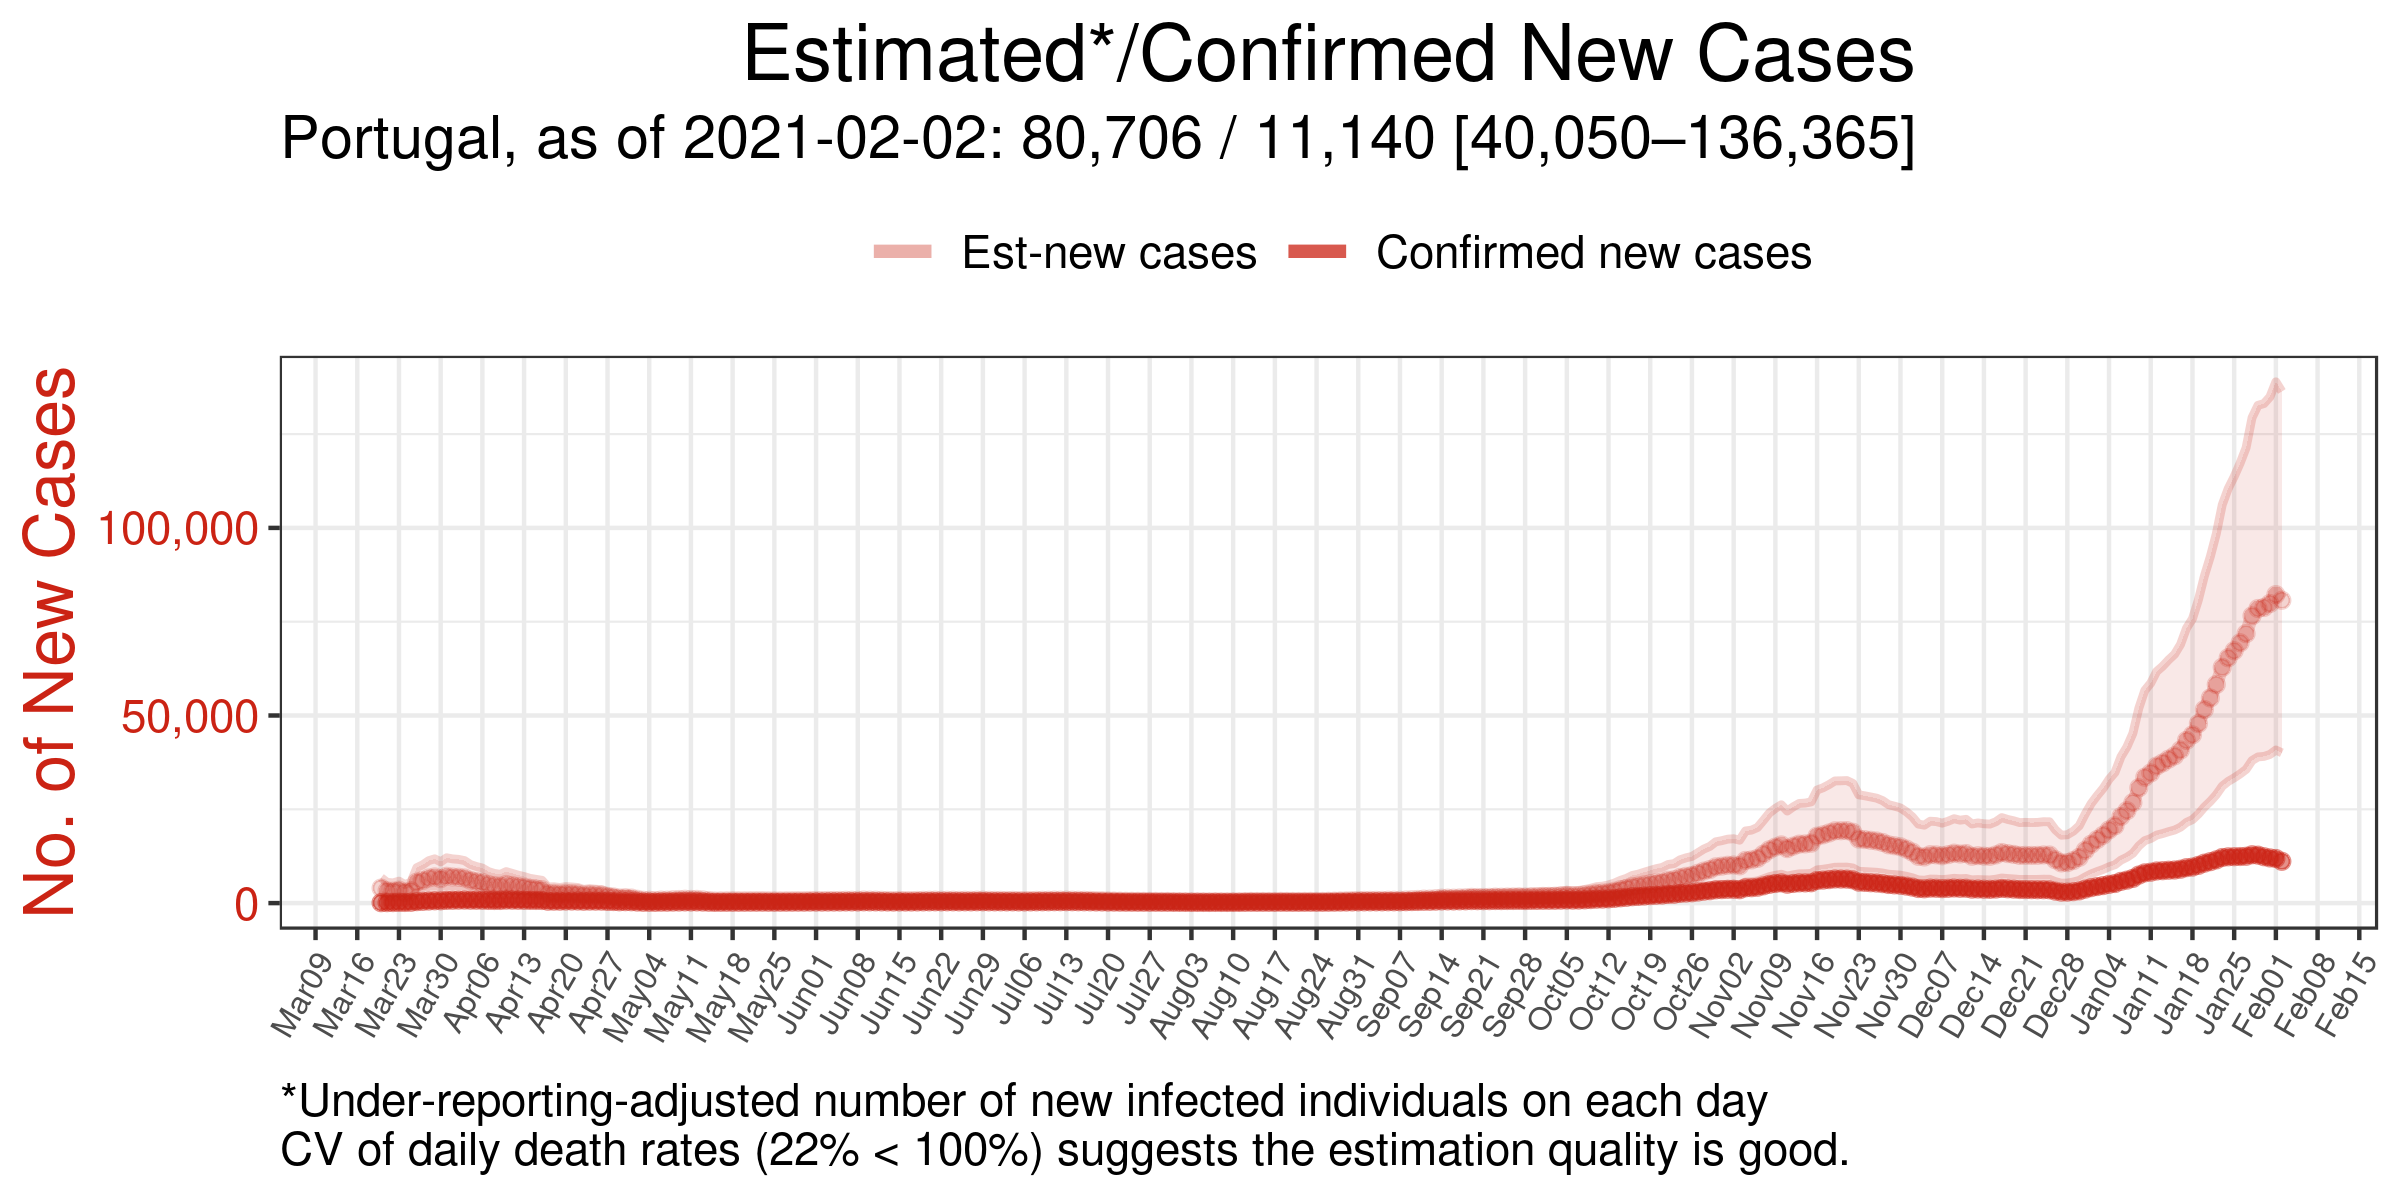 Estimated*/Confirmed New Cases
Portugal, as of 2021-02-02: 80,706 / 11,140 [40,050–136,365]
Est-new cases Confirmed new cases
No. of New Cases
100,000
50,000
0
Mar09 Mar16 Mar23 Mar30 Apr06 Apr13 Apr20 Apr27 May04 May11 May18 May25 Jun01 Jun08 Jun15 Jun22 Jun29 Jul06 Jul13 Jul20 Jul27 Aug03 Aug10 Aug17 Aug24 Aug31 Sep07 Sep14 Sep21 Sep28 Oct05 Oct12 Oct19 Oct26 Nov02 Nov09 Nov16 Nov23 Nov30 Dec07 Dec14 Dec21 Dec28 Jan04 Jan11 Jan18 Jan25 Feb01 Feb08 Feb15
*Under-reporting-adjusted number of new infected individuals on each day
CV of daily death rates (22% < 100%) suggests the estimation quality is good.